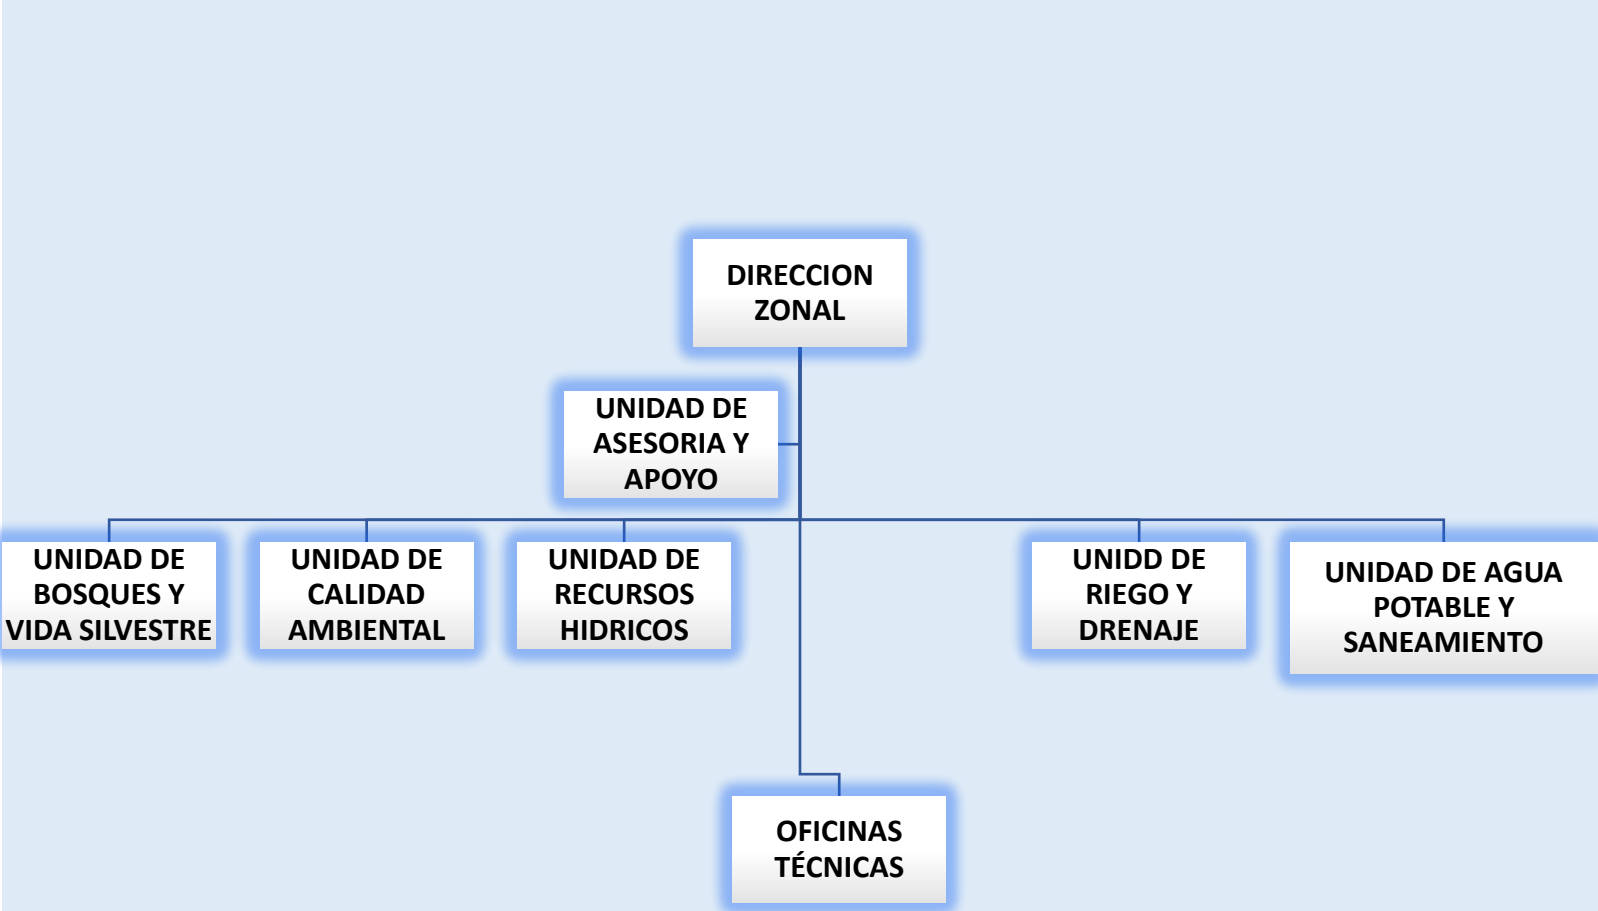 DIRECCION
ZONAL
UNIDAD DE
ASESORIA Y
APOYO
UNIDAD DE
BOSQUES Y
VIDA SILVESTRE
UNIDAD DE
CALIDAD
AMBIENTAL
UNIDAD DE
RECURSOS
HIDRICOS
UNIDD DE
RIEGO Y
DRENAJE
UNIDAD DE AGUA
POTABLE Y
SANEAMIENTO
OFICINAS
TÉCNICAS